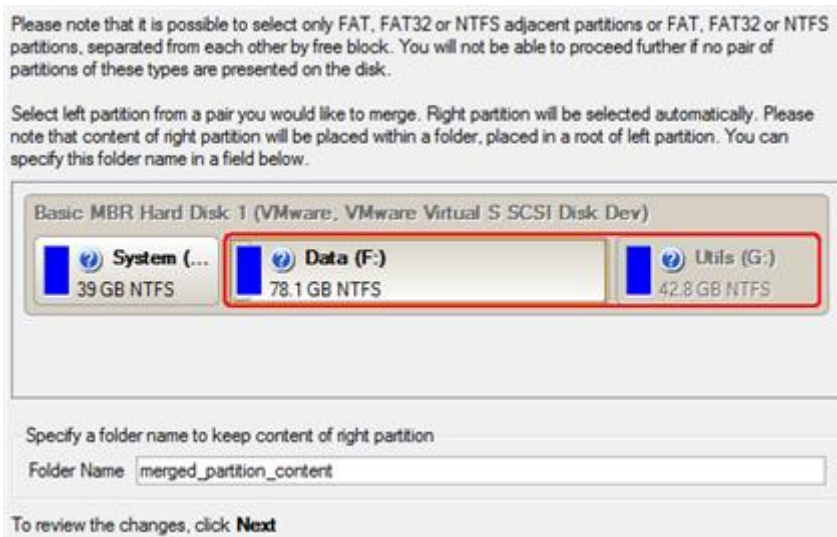 Please note that it is possible to select only FAT, FAT32 or NTFS adjacent partitions or FAT, FAT32 or NTFS
partitions, separated from each other by free block. You will not be able to proceed further if no pair of
partitions of these types are presented on the disk.
Select left partition from a pair you would like to merge. Right partition will be selected automatically. Please
note that content of right partition will be placed within a folder, placed in a root of left partition. You can
specify this folder name in a field below.
Basic MBR Hard Disk 1 (VMware, VMware Virtual S SCSI Disk Dev)
System (... Data (F:) Utils (G:)
39 GB NTFS 78.1 GB NTFS 42.8 GB NTFS
Specify a folder name to keep content of right partition
Folder Name merged_partition_content
To review the changes, click Next